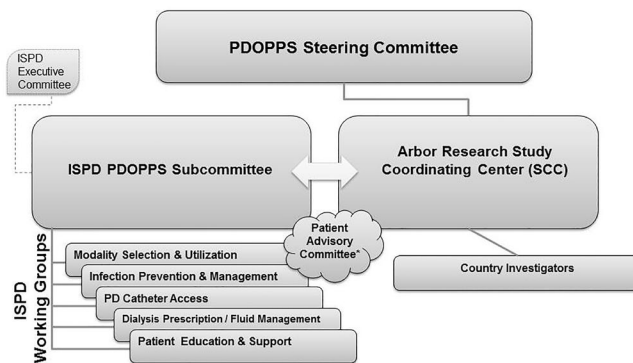 PDOPPS Steering Committee
ISPD
Executive
Committee
ISPD PDOPPS Subcommittee
Arbor Research Study
Coordinating Center (SCC)
Patient
Advisory
Committee*
ISPD
Working Groups
Modality Selection & Utilization
Infection Prevention & Management
PD Catheter Access
Dialysis Prescription / Fluid Management
Patient Education & Support
Country Investigators